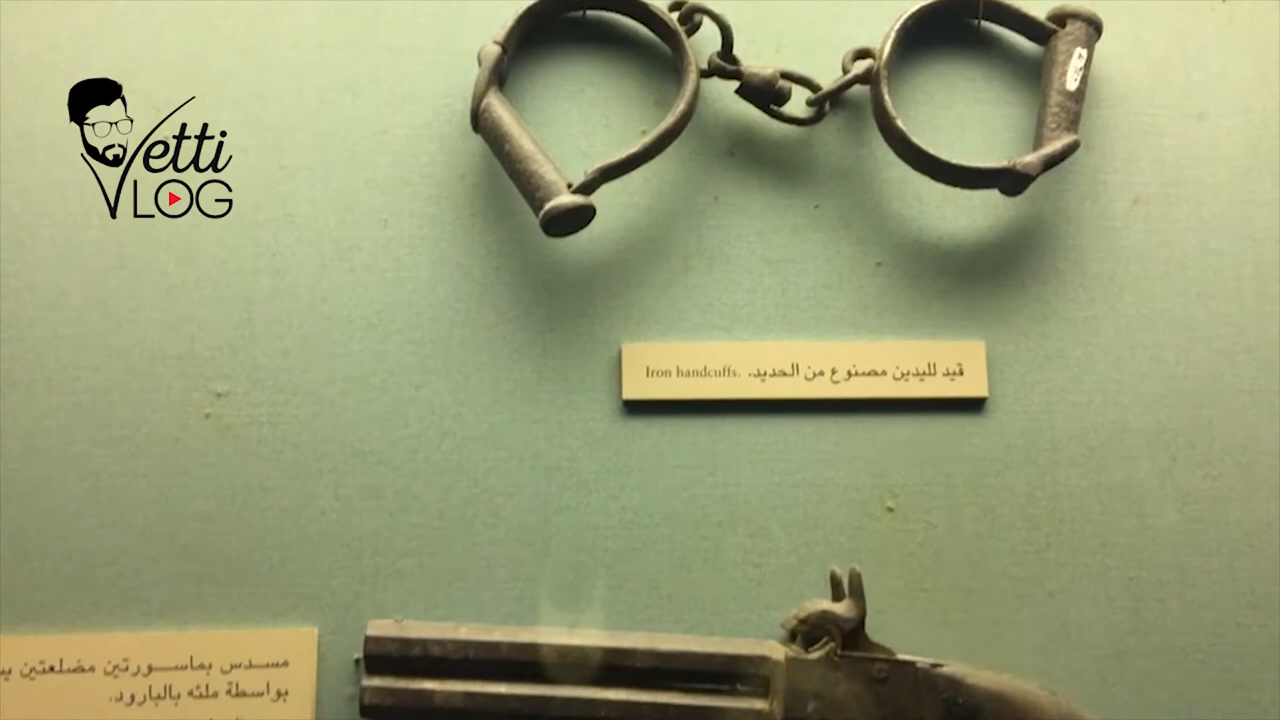 Vetti
VLOG
Iron handcuffs. قيد لليدين مصنوع من الحديد.
مسدس بماسورتين مضلعتين
بواسطة ملئه بالبارود.